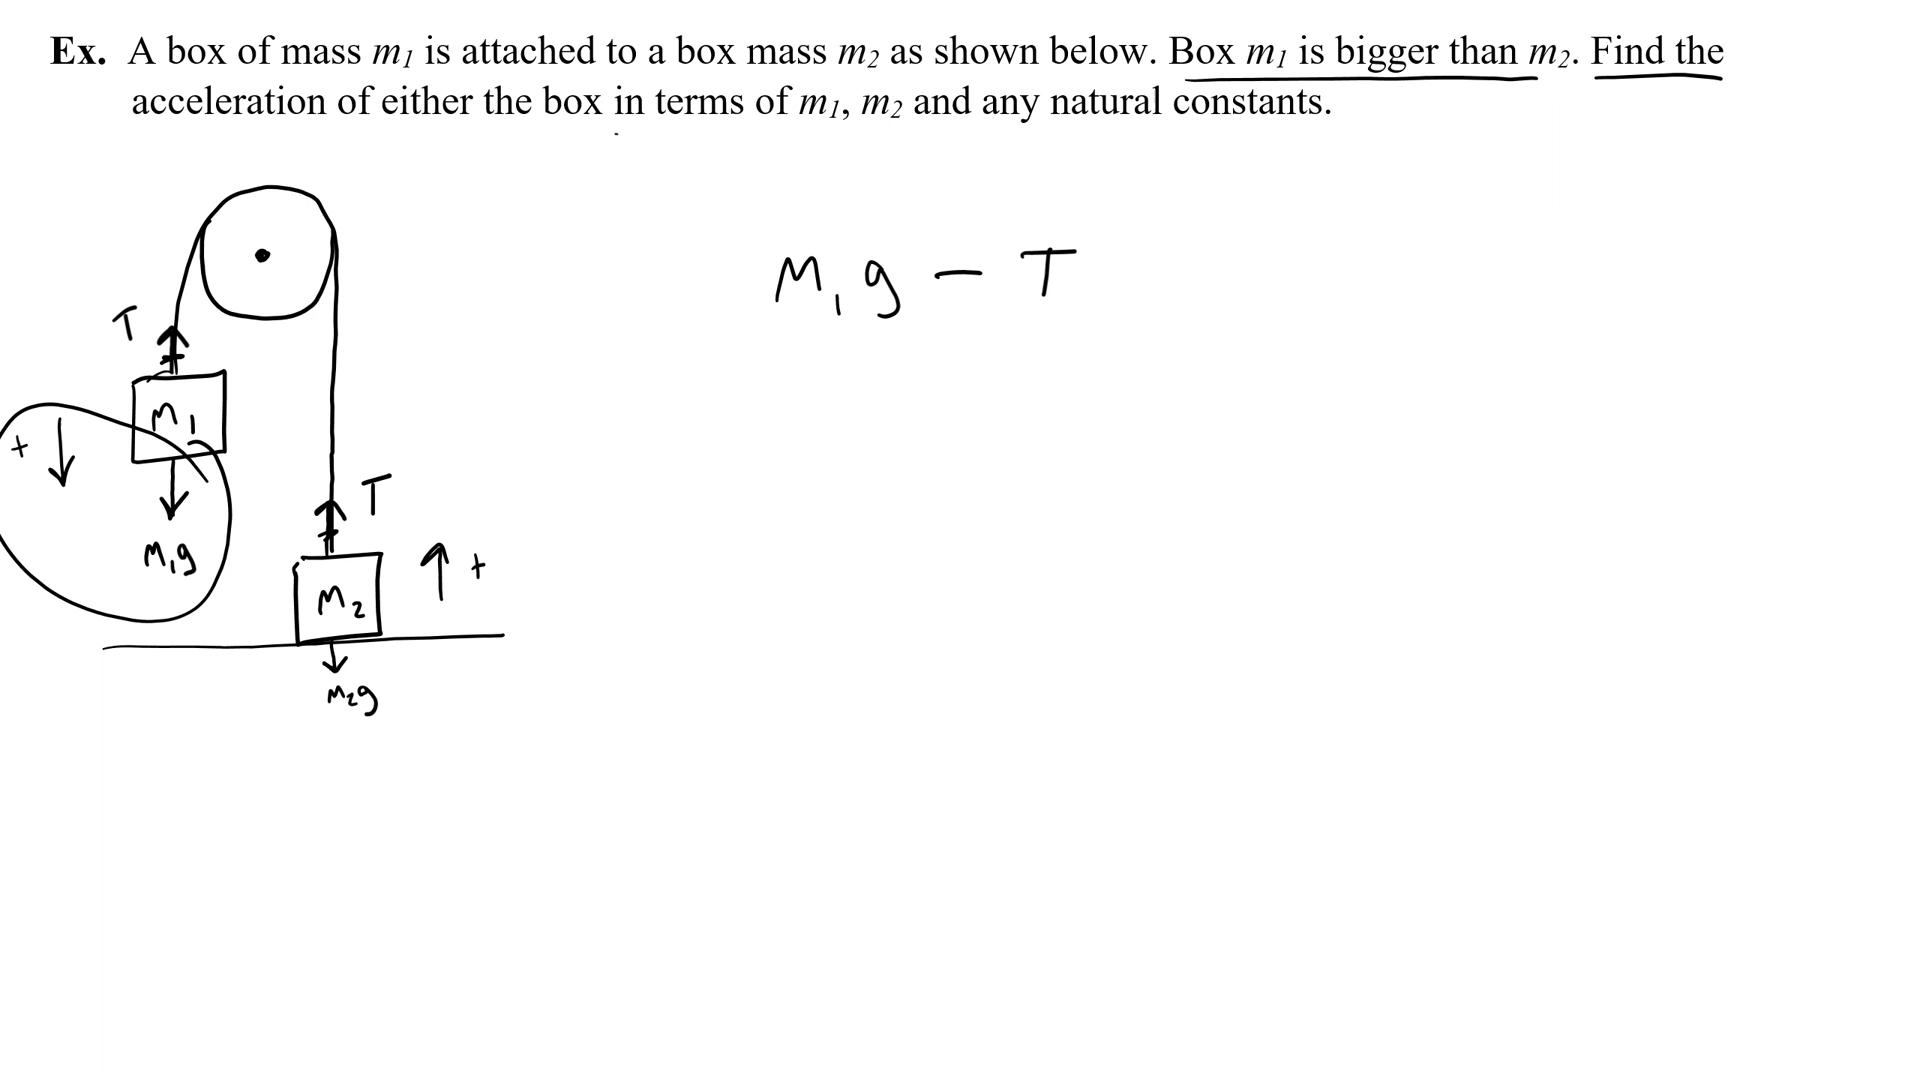 Ex. A box of mass m₁ is attached to a box mass m₂ as shown below. Box m₁ is bigger than m₂. Find the
acceleration of either the box in terms of m₁, m₂ and any natural constants.
M₁g − T
T
M₁
+
M₁g
T
M₂
+
M₂g